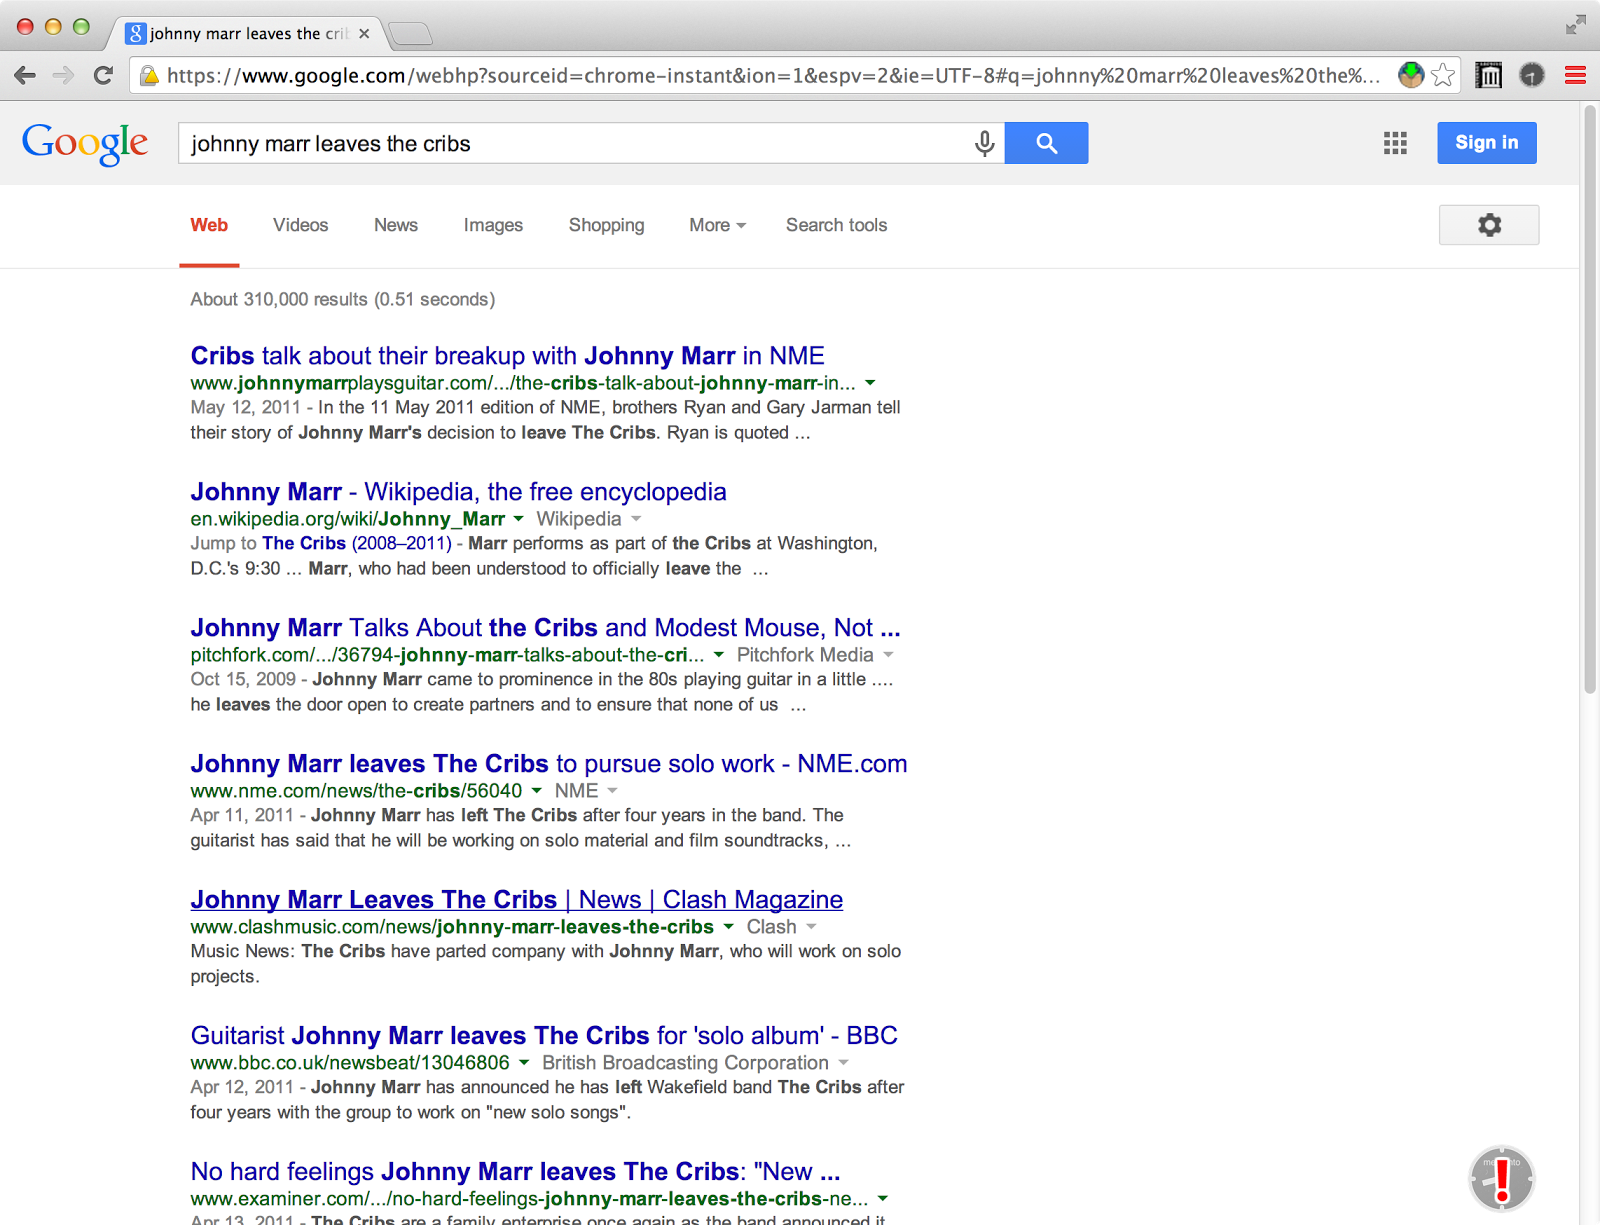 johnny marr leaves the crib
https://www.google.com/webhp?sourceid=chrome-instant&ion=1&espv=2&ie=UTF-8#q=johnny%20marr%20leaves%20the%...
Google
johnny marr leaves the cribs
Sign in
Web Videos News Images Shopping More Search tools
About 310,000 results (0.51 seconds)
Cribs talk about their breakup with Johnny Marr in NME
www.johnnymarrplaysguitar.com/.../the-cribs-talk-about-johnny-marr-in...
May 12, 2011 - In the 11 May 2011 edition of NME, brothers Ryan and Gary Jarman tell
their story of Johnny Marr's decision to leave The Cribs. Ryan is quoted ...
Johnny Marr - Wikipedia, the free encyclopedia
en.wikipedia.org/wiki/Johnny_Marr Wikipedia
Jump to The Cribs (2008–2011) - Marr performs as part of the Cribs at Washington,
D.C.'s 9:30 ... Marr, who had been understood to officially leave the ...
Johnny Marr Talks About the Cribs and Modest Mouse, Not ...
pitchfork.com/.../36794-johnny-marr-talks-about-the-cri... Pitchfork Media
Oct 15, 2009 - Johnny Marr came to prominence in the 80s playing guitar in a little ....
he leaves the door open to create partners and to ensure that none of us ...
Johnny Marr leaves The Cribs to pursue solo work - NME.com
www.nme.com/news/the-cribs/56040 NME
Apr 11, 2011 - Johnny Marr has left The Cribs after four years in the band. The
guitarist has said that he will be working on solo material and film soundtracks, ...
Johnny Marr Leaves The Cribs | News | Clash Magazine
www.clashmusic.com/news/johnny-marr-leaves-the-cribs Clash
Music News: The Cribs have parted company with Johnny Marr, who will work on solo
projects.
Guitarist Johnny Marr leaves The Cribs for 'solo album' - BBC
www.bbc.co.uk/newsbeat/13046806 British Broadcasting Corporation
Apr 12, 2011 - Johnny Marr has announced he has left Wakefield band The Cribs after
four years with the group to work on "new solo songs".
No hard feelings Johnny Marr leaves The Cribs: "New ...
www.examiner.com/.../no-hard-feelings-johnny-marr-leaves-the-cribs-ne...
Apr 13, 2011 - The Cribs are a family enterprise once again as the band announced it